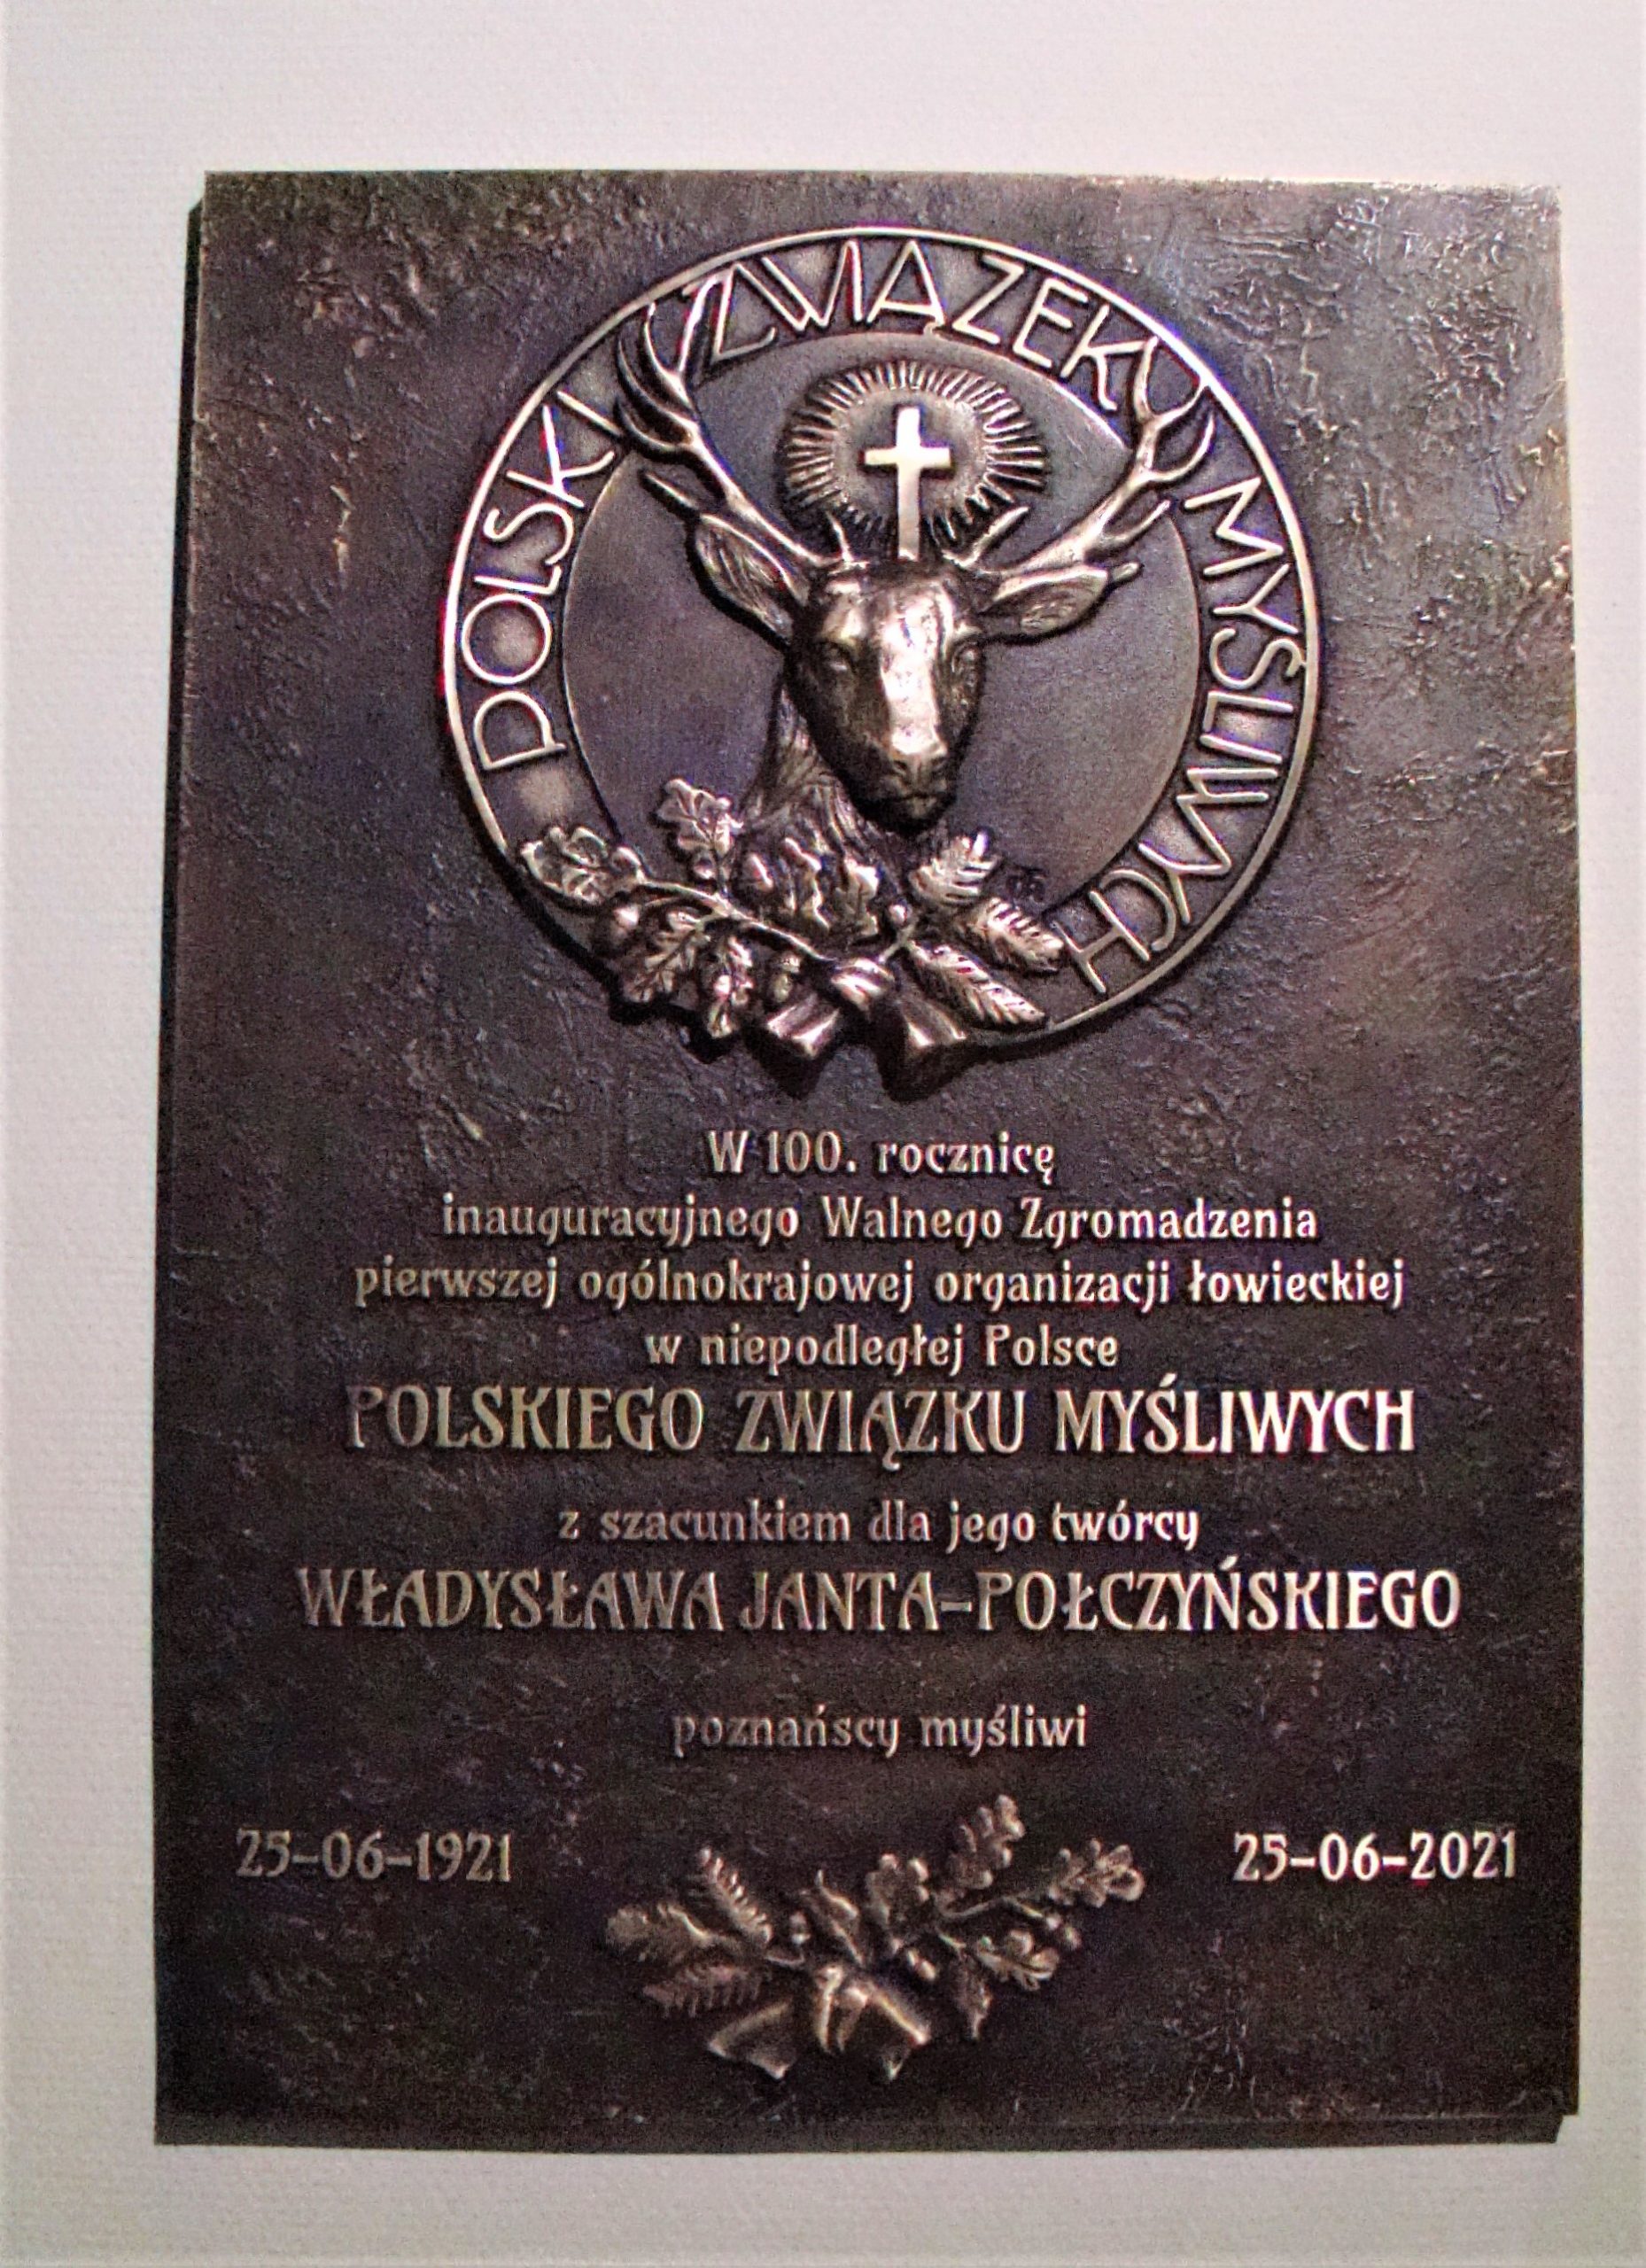 POLSKI ZWIĄZEK MYŚLIWYCH
W 100. rocznicę
inauguracyjnego Walnego Zgromadzenia
pierwszej ogólnokrajowej organizacji łowieckiej
w niepodległej Polsce
POLSKIEGO ZWIĄZKU MYŚLIWYCH
z szacunkiem dla jego twórcy
WŁADYSŁAWA JANTA-POŁCZYŃSKIEGO
poznańscy myśliwi
25-06-1921 25-06-2021